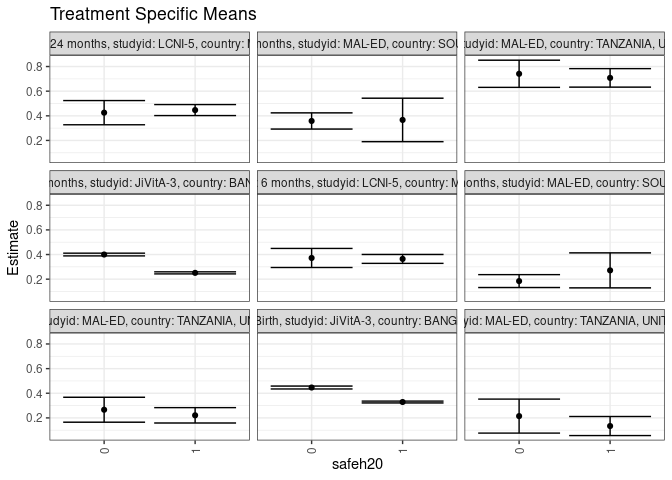 Treatment Specific Means
24 months, studyid: LCNI-5, country:
months, studyid: MAL-ED, country: SOU
studyid: MAL-ED, country: TANZANIA, U
0.8
0.6
0.4
0.2
months, studyid: JiVitA-3, country: BAN
6 months, studyid: LCNI-5, country: M
months, studyid: MAL-ED, country: SOU
0.8
0.6
0.4
0.2
Estimate
studyid: MAL-ED, country: TANZANIA, UN
Birth, studyid: JiVitA-3, country: BANG
yid: MAL-ED, country: TANZANIA, UNIT
0.8
0.6
0.4
0.2
0 1 0 1 0 1
safeh20